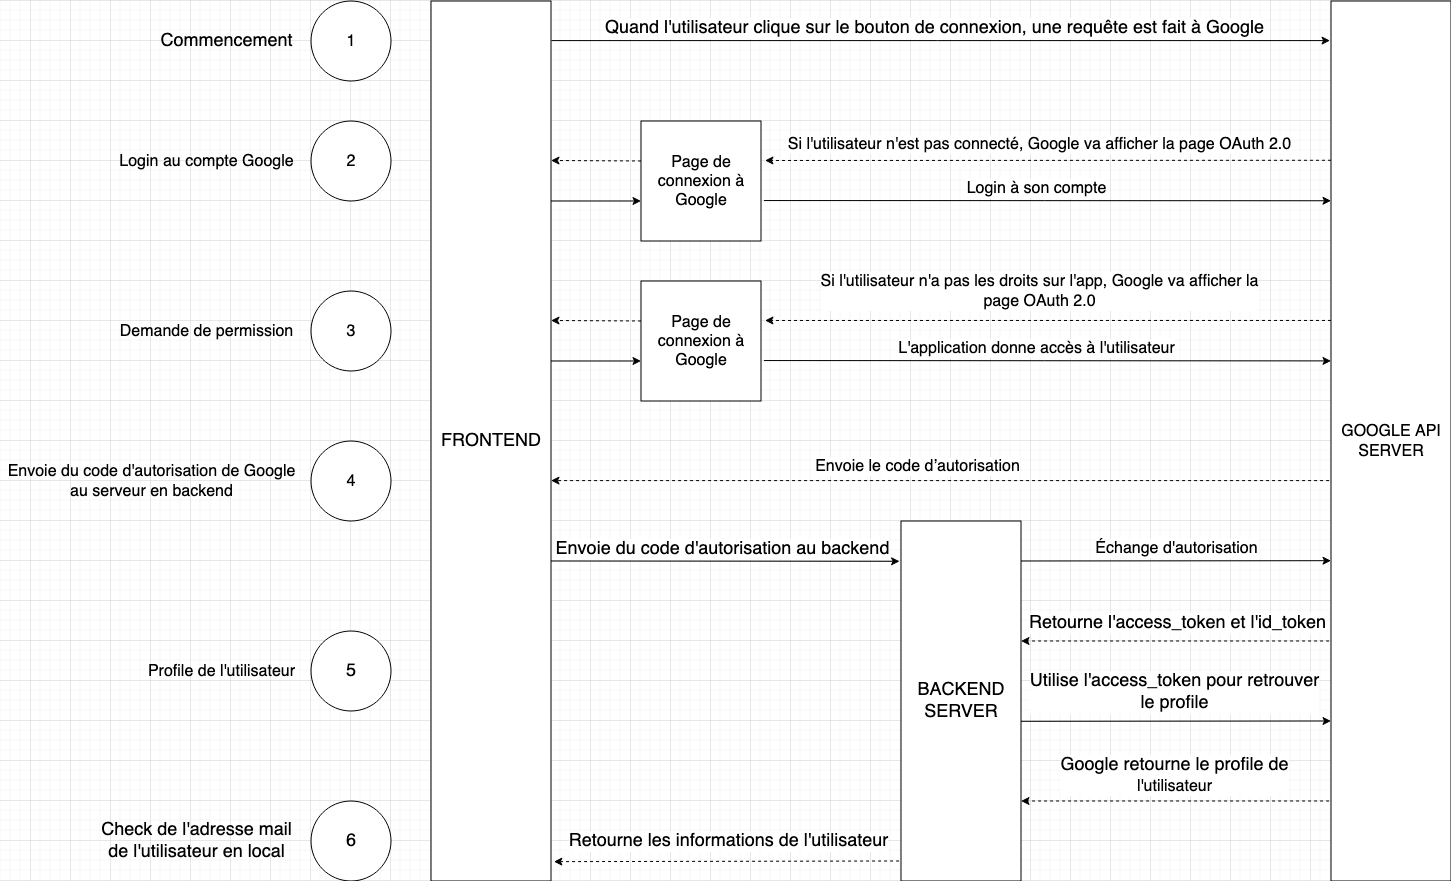 Commencement
1
Quand l'utilisateur clique sur le bouton de connexion, une requête est fait à Google
Login au compte Google
2
Page de
connexion à
Google
Si l'utilisateur n'est pas connecté, Google va afficher la page OAuth 2.0
Login à son compte
Demande de permission
3
Page de
connexion à
Google
Si l'utilisateur n'a pas les droits sur l'app, Google va afficher la
page OAuth 2.0
L'application donne accès à l'utilisateur
FRONTEND
GOOGLE API
SERVER
Envoie du code d'autorisation de Google
au serveur en backend
4
Envoie le code d’autorisation
Envoie du code d'autorisation au backend
Échange d'autorisation
Retourne l'access_token et l'id_token
Profile de l'utilisateur
5
BACKEND
SERVER
Utilise l'access_token pour retrouver
le profile
Google retourne le profile de
l'utilisateur
Check de l'adresse mail
de l'utilisateur en local
6
Retourne les informations de l'utilisateur